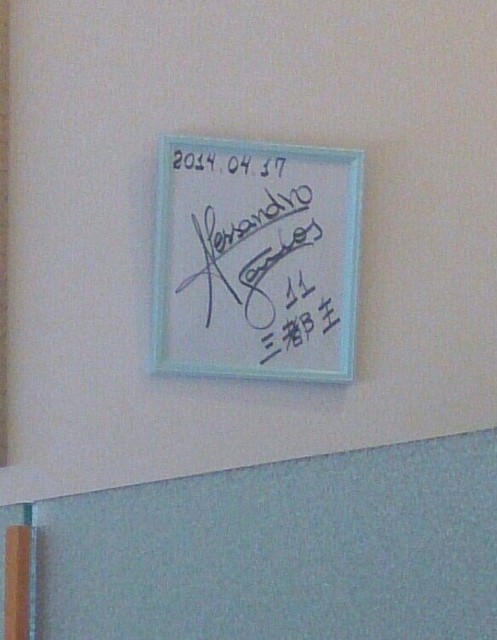 2014.04.17
Alessandro
Santos
11
三都主